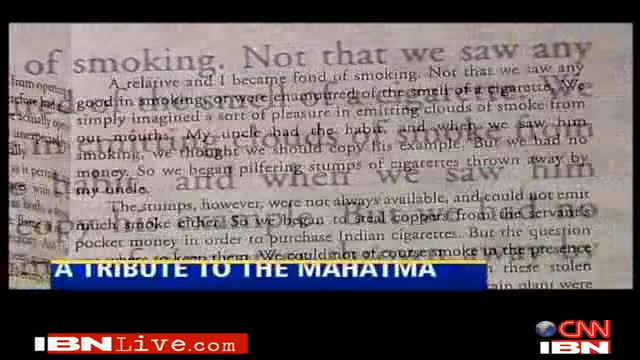 of smoking. Not that we saw any
A relative and I became fond of smoking. Not that we saw any
good in smoking, or were enamoured of the smell of a cigarette. We
simply imagined a sort of pleasure in emitting clouds of smoke from
our mouths. My uncle had the habit, and when we saw him
smoking, we thought we should copy his example. But we had no
money. So we began pilfering stumps of cigarettes thrown away by
my uncle.
and when we saw him
The stumps, however, were not always available, and could not emit
much smoke either. So we began to steal coppers from the servant's
pocket money in order to purchase Indian cigarettes. But the question
where to keep them. We could not of course smoke in the presence
these stolen
plant were
A TRIBUTE TO THE MAHATMA
IBNLive.com
CNN
IBN